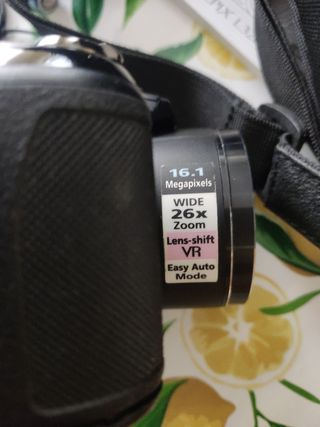 16.1
Megapixels
WIDE
26x
Zoom
Lens-shift
VR
Easy Auto
Mode